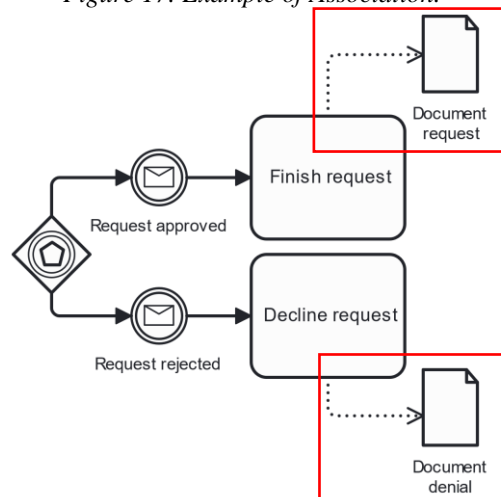 Figure 17. Example of Association.
Document
request
Finish request
Request approved
Decline request
Request rejected
Document
denial